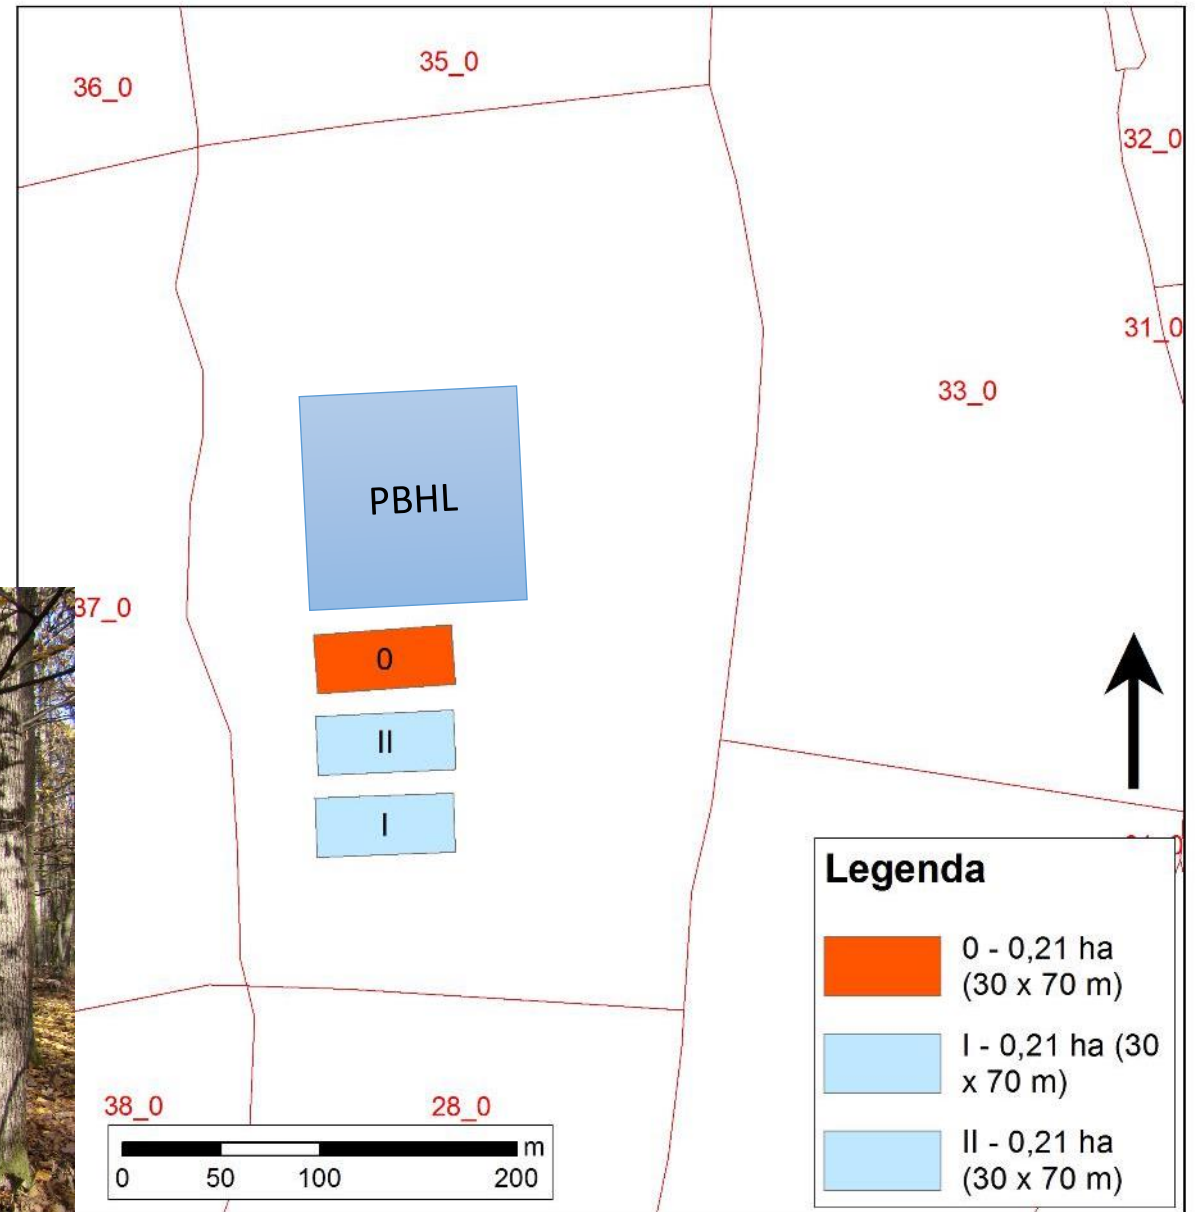 35_0
36_0
32_0
31_0
33_0
PBHL
37_0
0
II
I
Legenda
0 - 0,21 ha
(30 x 70 m)
I - 0,21 ha (30
x 70 m)
II - 0,21 ha
(30 x 70 m)
38_0
28_0
m
0 50 100 200